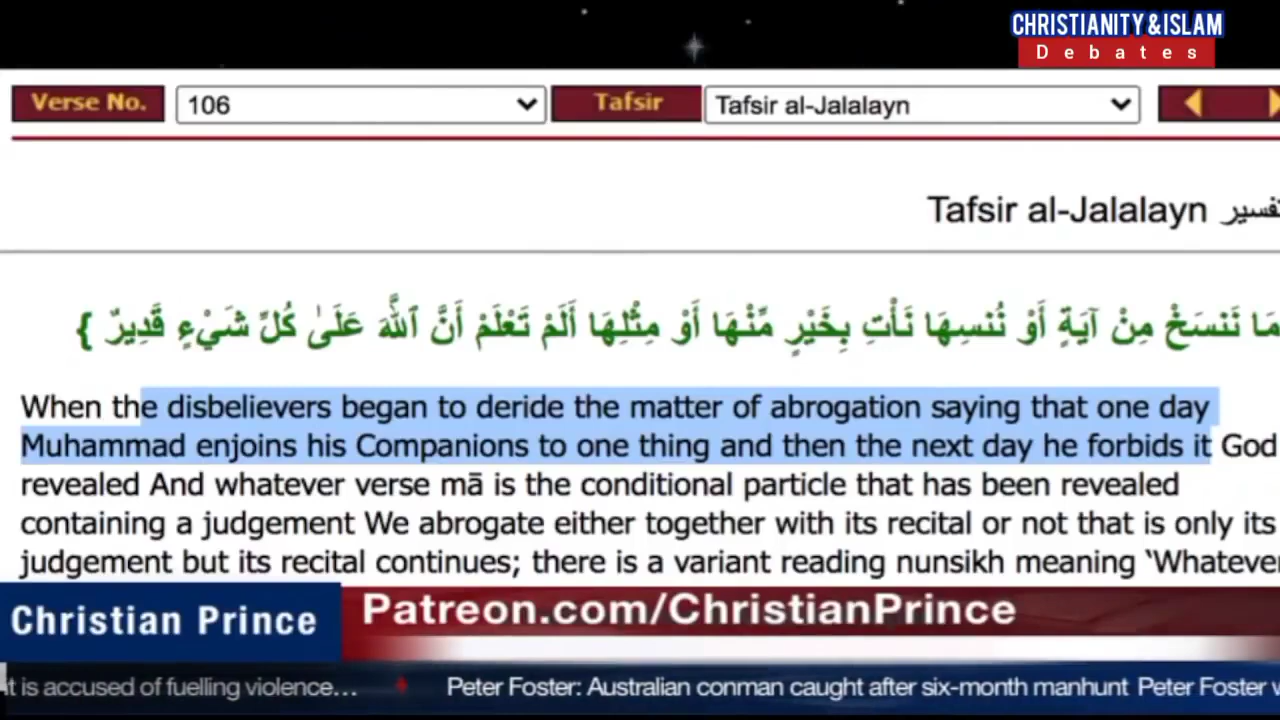 CHRISTIANITY & ISLAM
Debates
Verse No. 106 Tafsir Tafsir al-Jalalayn
Tafsir al-Jalalayn
مَا نَنسَخْ مِنْ آيَةٍ أَوْ نُنسِهَا نَأْتِ بِخَيْرٍ مِّنْهَا أَوْ مِثْلِهَا أَلَمْ تَعْلَمْ أَنَّ ٱللَّهَ عَلَىٰ كُلِّ شَيْءٍ قَدِيرٌ }
When the disbelievers began to deride the matter of abrogation saying that one day
Muhammad enjoins his Companions to one thing and then the next day he forbids it God
revealed And whatever verse mā is the conditional particle that has been revealed
containing a judgement We abrogate either together with its recital or not that is only its
judgement but its recital continues; there is a variant reading nunsikh meaning ‘Whatever
Christian Prince
Patreon.com/ChristianPrince
t is accused of fuelling violence... Peter Foster: Australian conman caught after six-month manhunt Peter Foster